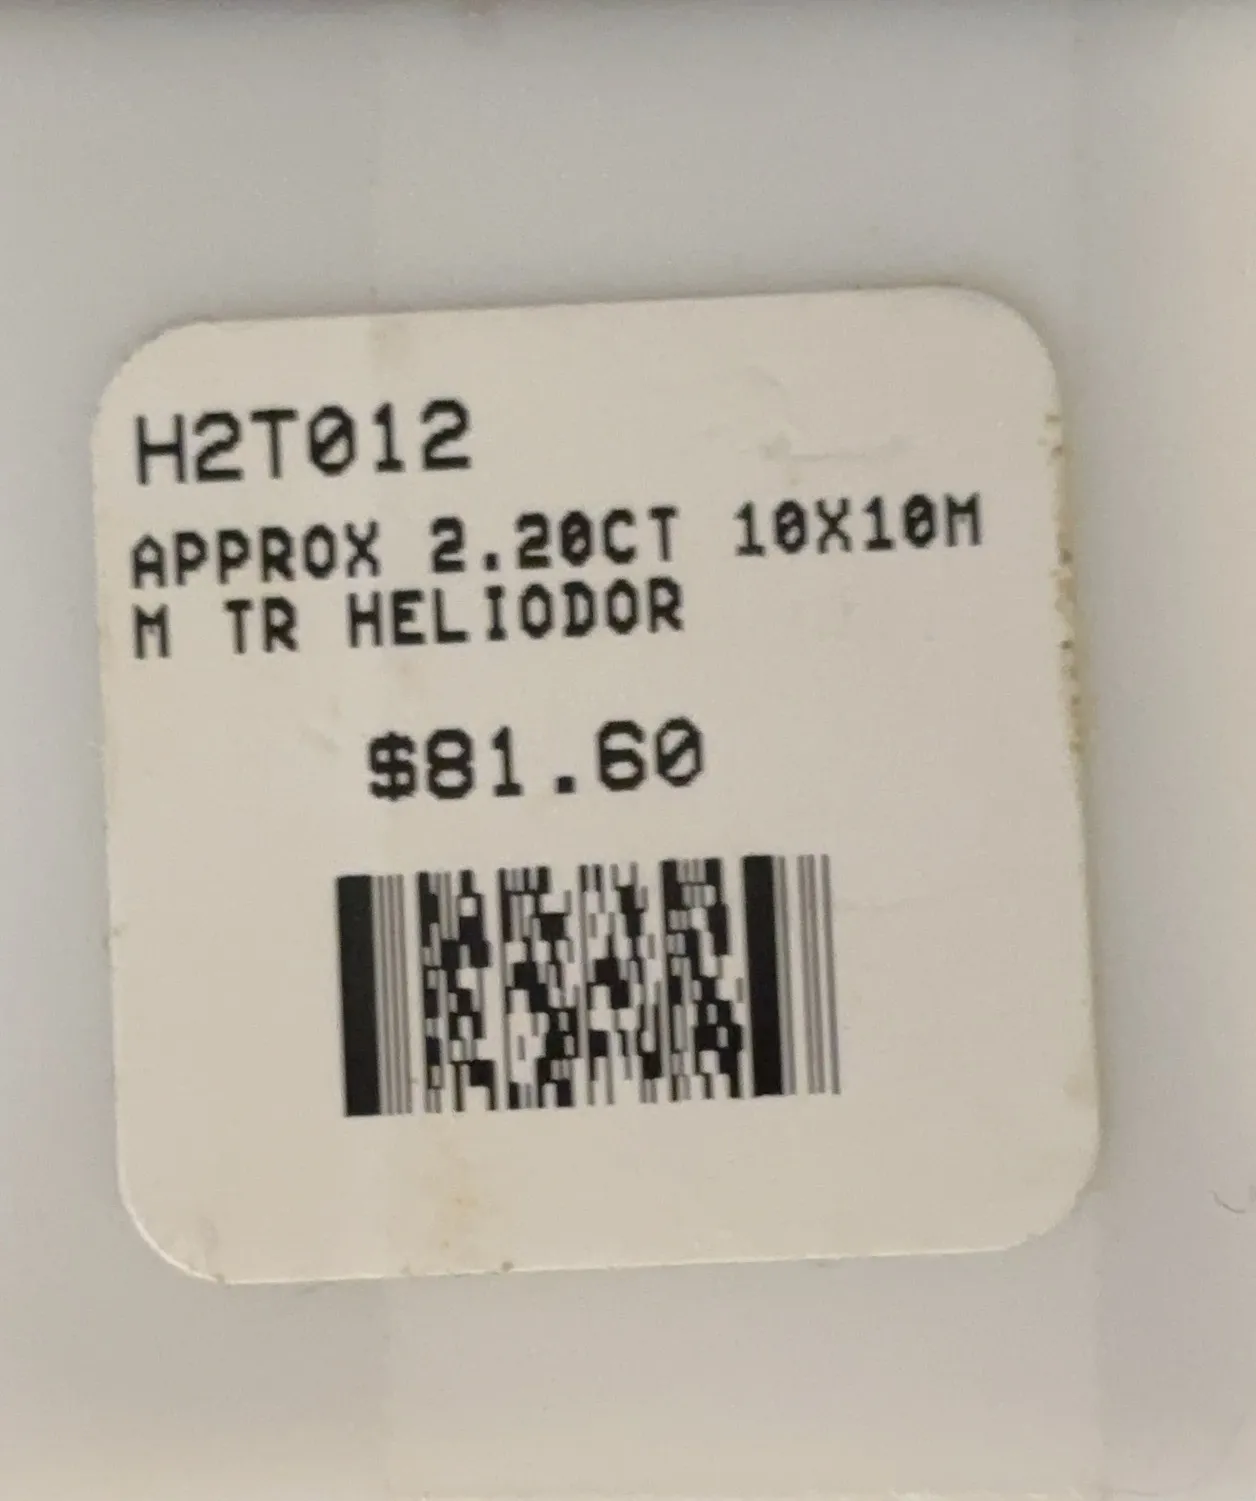 H2T012
APPROX 2.20CT 10X10M
M TR HELIODOR
$81.60